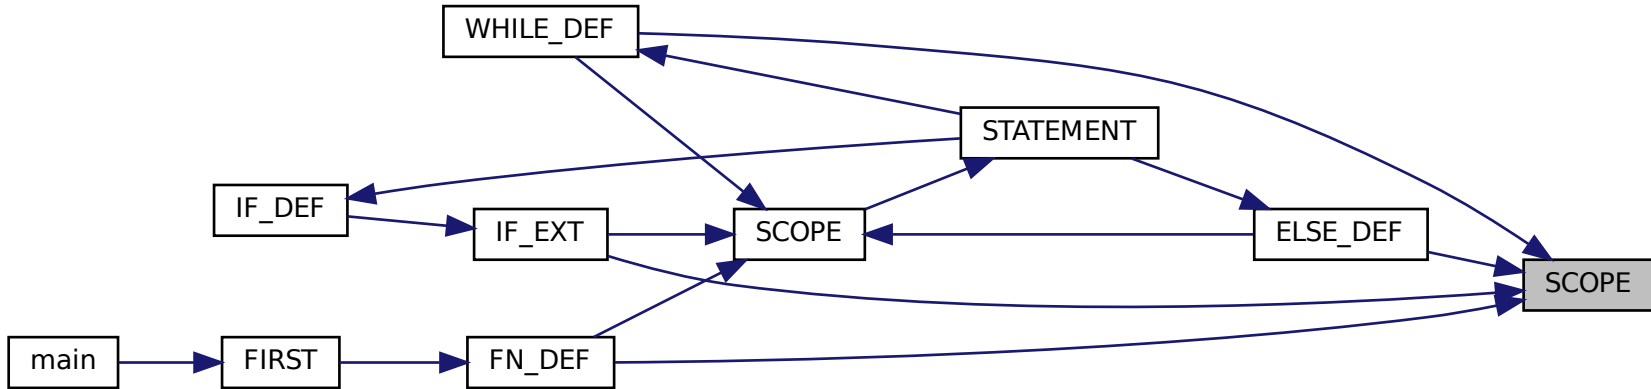 WHILE_DEF
STATEMENT
IF_DEF
IF_EXT
SCOPE
ELSE_DEF
SCOPE
main
FIRST
FN_DEF